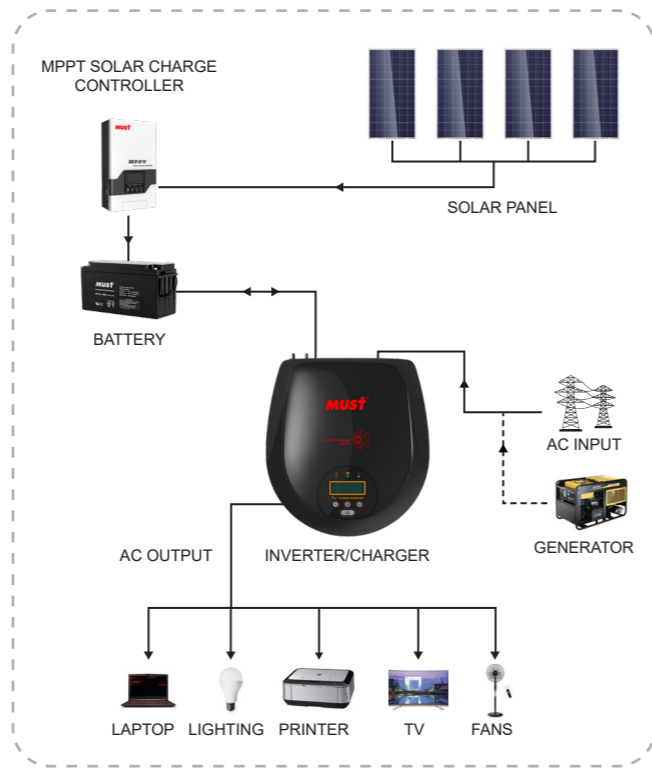 MPPT SOLAR CHARGE
CONTROLLER
MUST
SOLAR PANEL
MUST
BATTERY
MUST
AC INPUT
GENERATOR
AC OUTPUT
INVERTER/CHARGER
LAPTOP
LIGHTING
PRINTER
TV
FANS